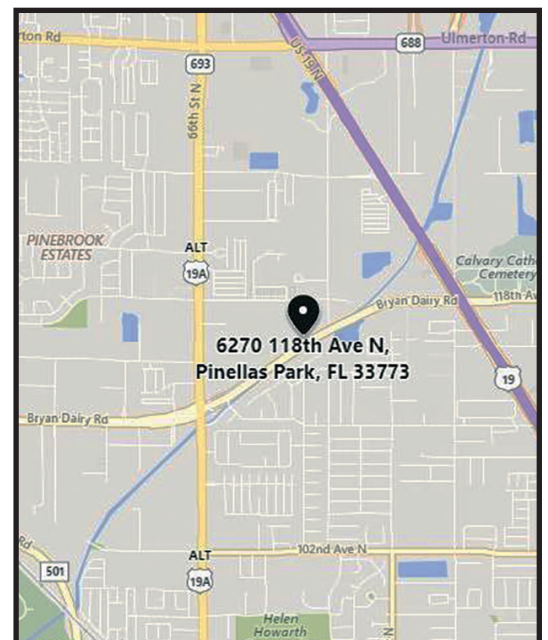 rton Rd
688
Ulmerton Rd
US-19 N
693
66th St N
PINEBROOK
ESTATES
ALT
19A
Calvary Cath
Cemetery
Bryan Dairy Rd
118th Av
6270 118th Ave N,
Pinellas Park, FL 33773
19
Bryan Dairy Rd
102nd Ave N
ALT
19A
Rd
501
Helen
Howarth
N